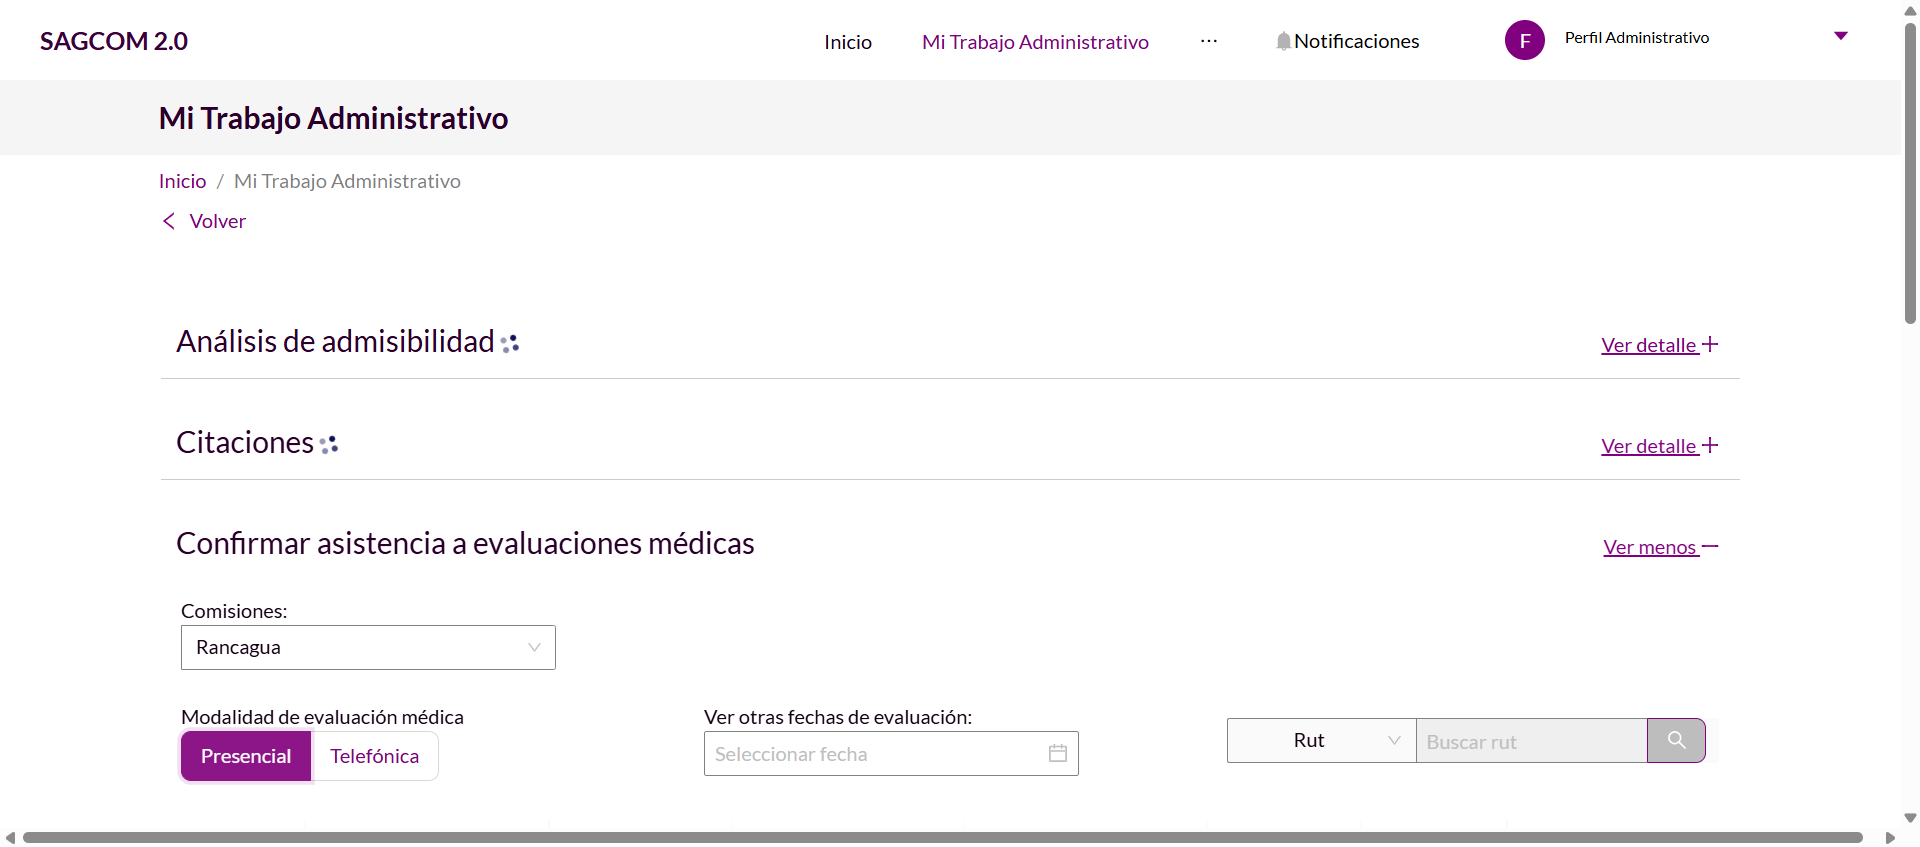 SAGCOM 2.0
Inicio
Mi Trabajo Administrativo
···
Notificaciones
F
Perfil Administrativo
Mi Trabajo Administrativo
Inicio / Mi Trabajo Administrativo
Volver
Análisis de admisibilidad
Ver detalle
Citaciones
Ver detalle
Confirmar asistencia a evaluaciones médicas
Ver menos
Comisiones:
Rancagua
Modalidad de evaluación médica
Ver otras fechas de evaluación:
Presencial
Telefónica
Seleccionar fecha
Rut
Buscar rut